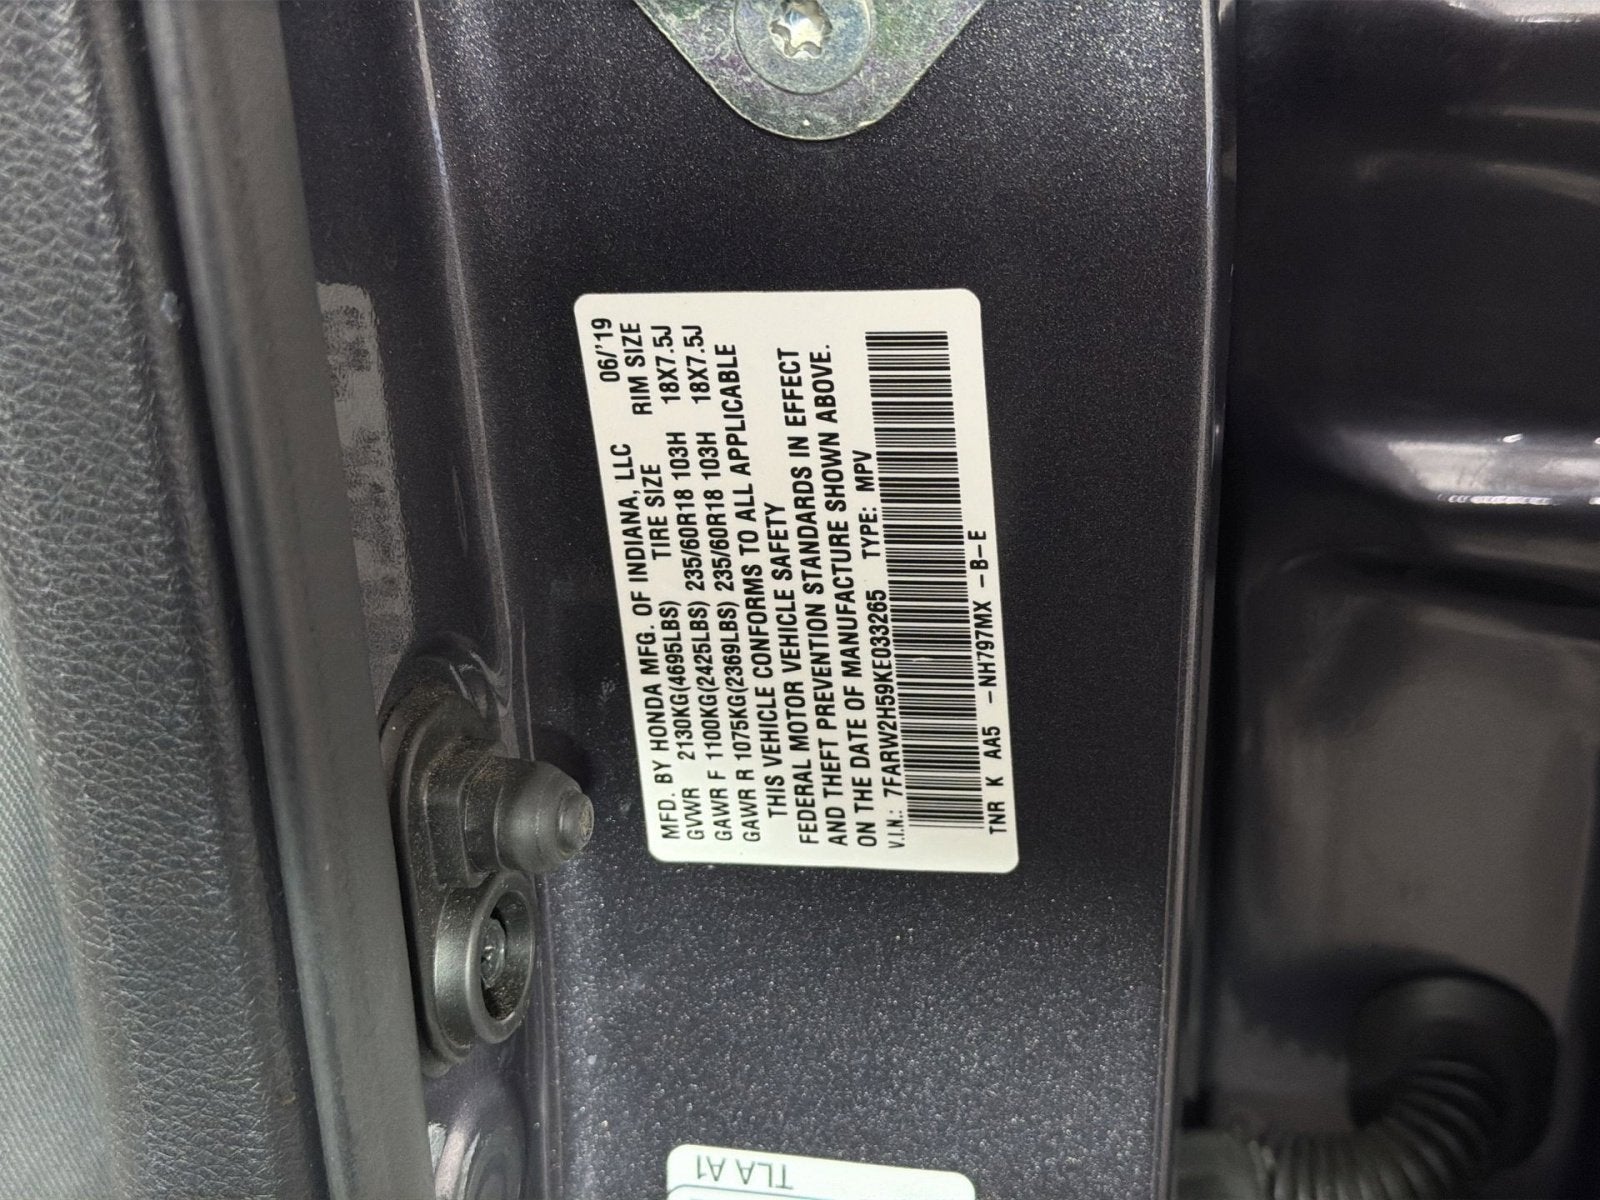 MFD. BY HONDA MFG. OF INDIANA, LLC 06/'19
TIRE SIZE RIM SIZE
GVWR 2130KG(4695LBS)
GAWR F 1100KG(2425LBS) 235/60R18 103H 18X7.5J
GAWR R 1075KG(2369LBS) 235/60R18 103H 18X7.5J
THIS VEHICLE CONFORMS TO ALL APPLICABLE
FEDERAL MOTOR VEHICLE SAFETY
AND THEFT PREVENTION STANDARDS IN EFFECT
ON THE DATE OF MANUFACTURE SHOWN ABOVE.
V.I.N.: 7FARW2H59KE033265 TYPE: MPV
TNR K AA5 -NH797MX -B-E
TLA A1